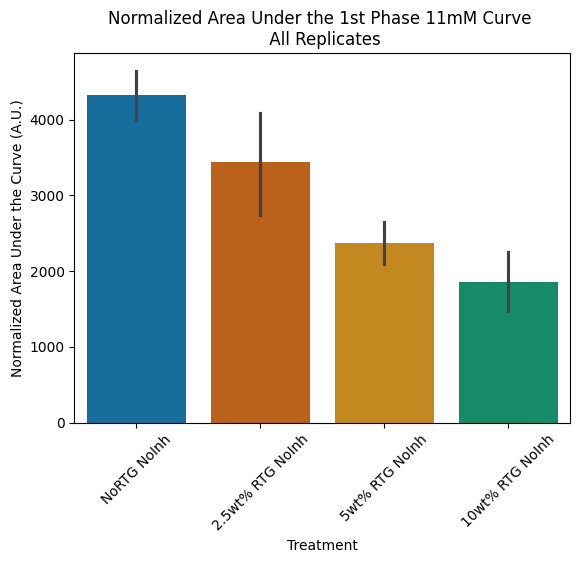 Normalized Area Under the 1st Phase 11mM Curve
All Replicates
Normalized Area Under the Curve (A.U.)
4000
3000
2000
1000
0
NoRTG NoInh
2.5wt% RTG NoInh
5wt% RTG NoInh
10wt% RTG NoInh
Treatment